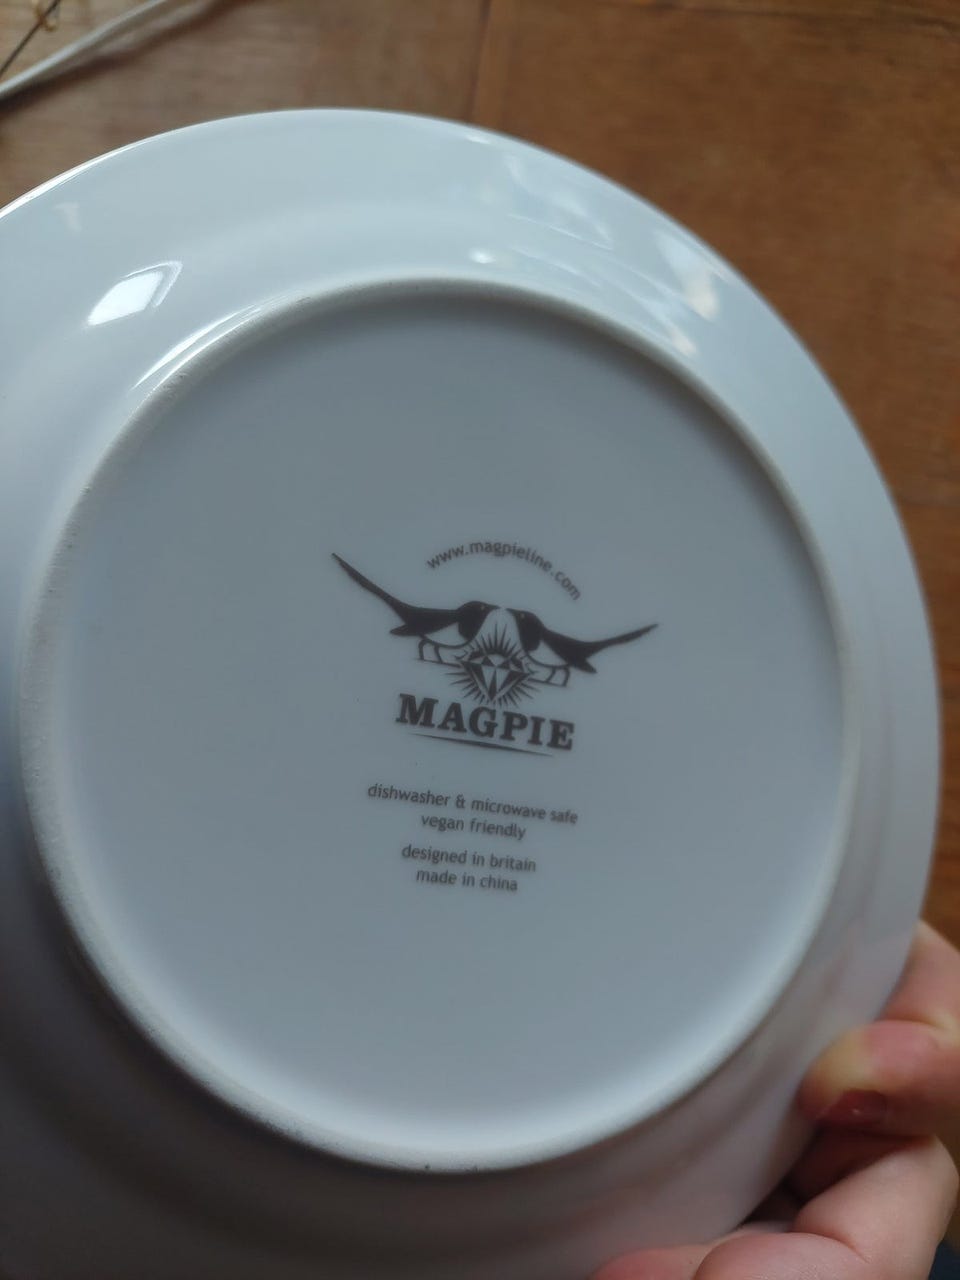 www.magpieline.com
MAGPIE
dishwasher & microwave safe
vegan friendly
designed in britain
made in china